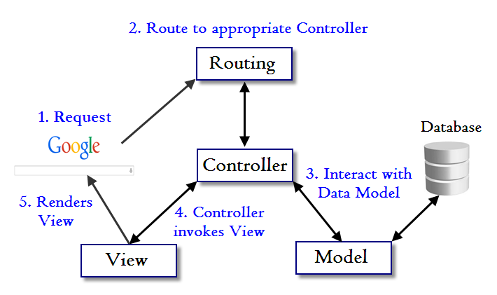 2. Route to appropriate Controller
Routing
1. Request
Google
Database
Controller
3. Interact with
Data Model
5. Renders
View
4. Controller
invokes View
View
Model